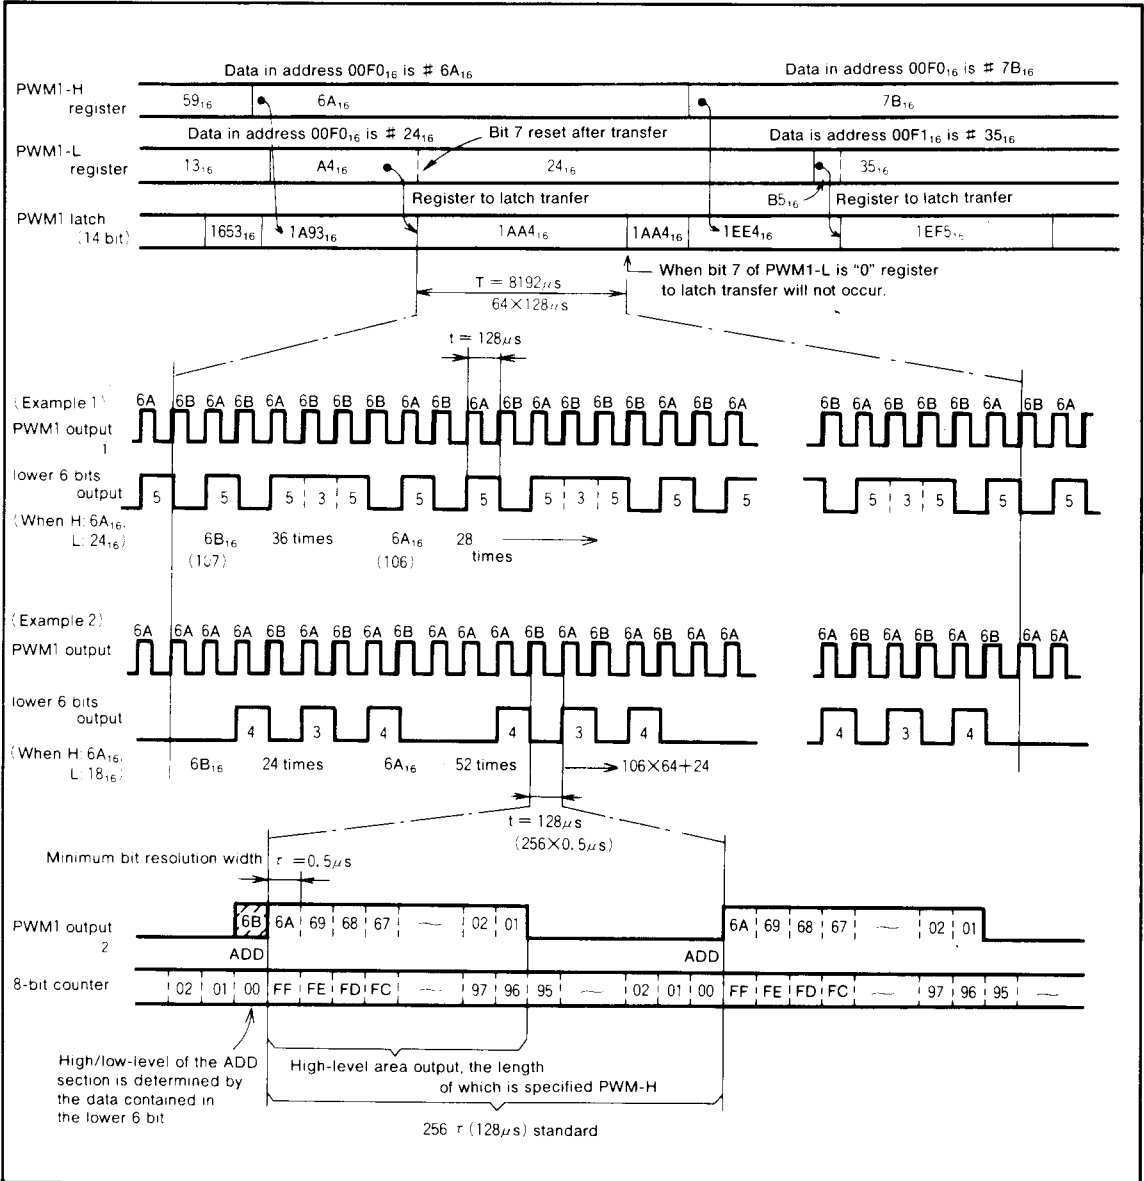 Data in address 00F0₁₆ is # 6A₁₆ Data in address 00F0₁₆ is # 7B₁₆
PWM1-H
register
59₁₆ 6A₁₆ 7B₁₆
Data in address 00F0₁₆ is # 24₁₆ Bit 7 reset after transfer Data is address 00F1₁₆ is # 35₁₆
PWM1-L
register
13₁₆ A4₁₆ 24₁₆ 35₁₆
Register to latch tranfer B5₁₆ Register to latch transfer
PWM1 latch
(14 bit)
1653₁₆ 1A93₁₆ 1AA4₁₆ 1AA4₁₆ 1EE4₁₆ 1EF5₁₆
When bit 7 of PWM1-L is "0" register
to latch transfer will not occur.
T = 8192μs
64×128μs
t = 128μs
(Example 1)
6A 6B 6A 6B 6A 6B 6A 6B 6A 6B 6A 6B 6A 6B 6A 6B 6A 6B 6A 6B 6A 6B 6A 6B 6A 6B 6A
PWM1 output
1
lower 6 bits
output
5 5 5 3 5 5 5 5 3 5 5 5 5 3 5 5 5
(When H: 6A₁₆,
L: 24₁₆)
6B₁₆ 36 times 6A₁₆ 28
(107) (106) times
(Example 2)
6A 6A 6A 6A 6B 6A 6B 6A 6B 6A 6A 6A 6B 6A 6B 6A 6B 6A 6A 6A 6B 6A 6B 6A 6B 6A 6A
PWM1 output
lower 6 bits
output
4 3 4 4 3 4 4 3 4
(When H: 6A₁₆,
L: 18₁₆)
6B₁₆ 24 times 6A₁₆ 52 times 106×64+24
t = 128μs
(256×0.5μs)
Minimum bit resolution width τ =0.5μs
PWM1 output
2
6B 6A 69 68 67 ~ 02 01 6A 69 68 67 ~ 02 01
ADD ADD
8-bit counter
02 01 00 FF FE FD FC ~ 97 96 95 ~ 02 01 00 FF FE FD FC ~ 97 96 95 ~
High/low-level of the ADD
section is determined by
the data contained in
the lower 6 bit
High-level area output, the length
of which is specified PWM-H
256 τ (128μs) standard